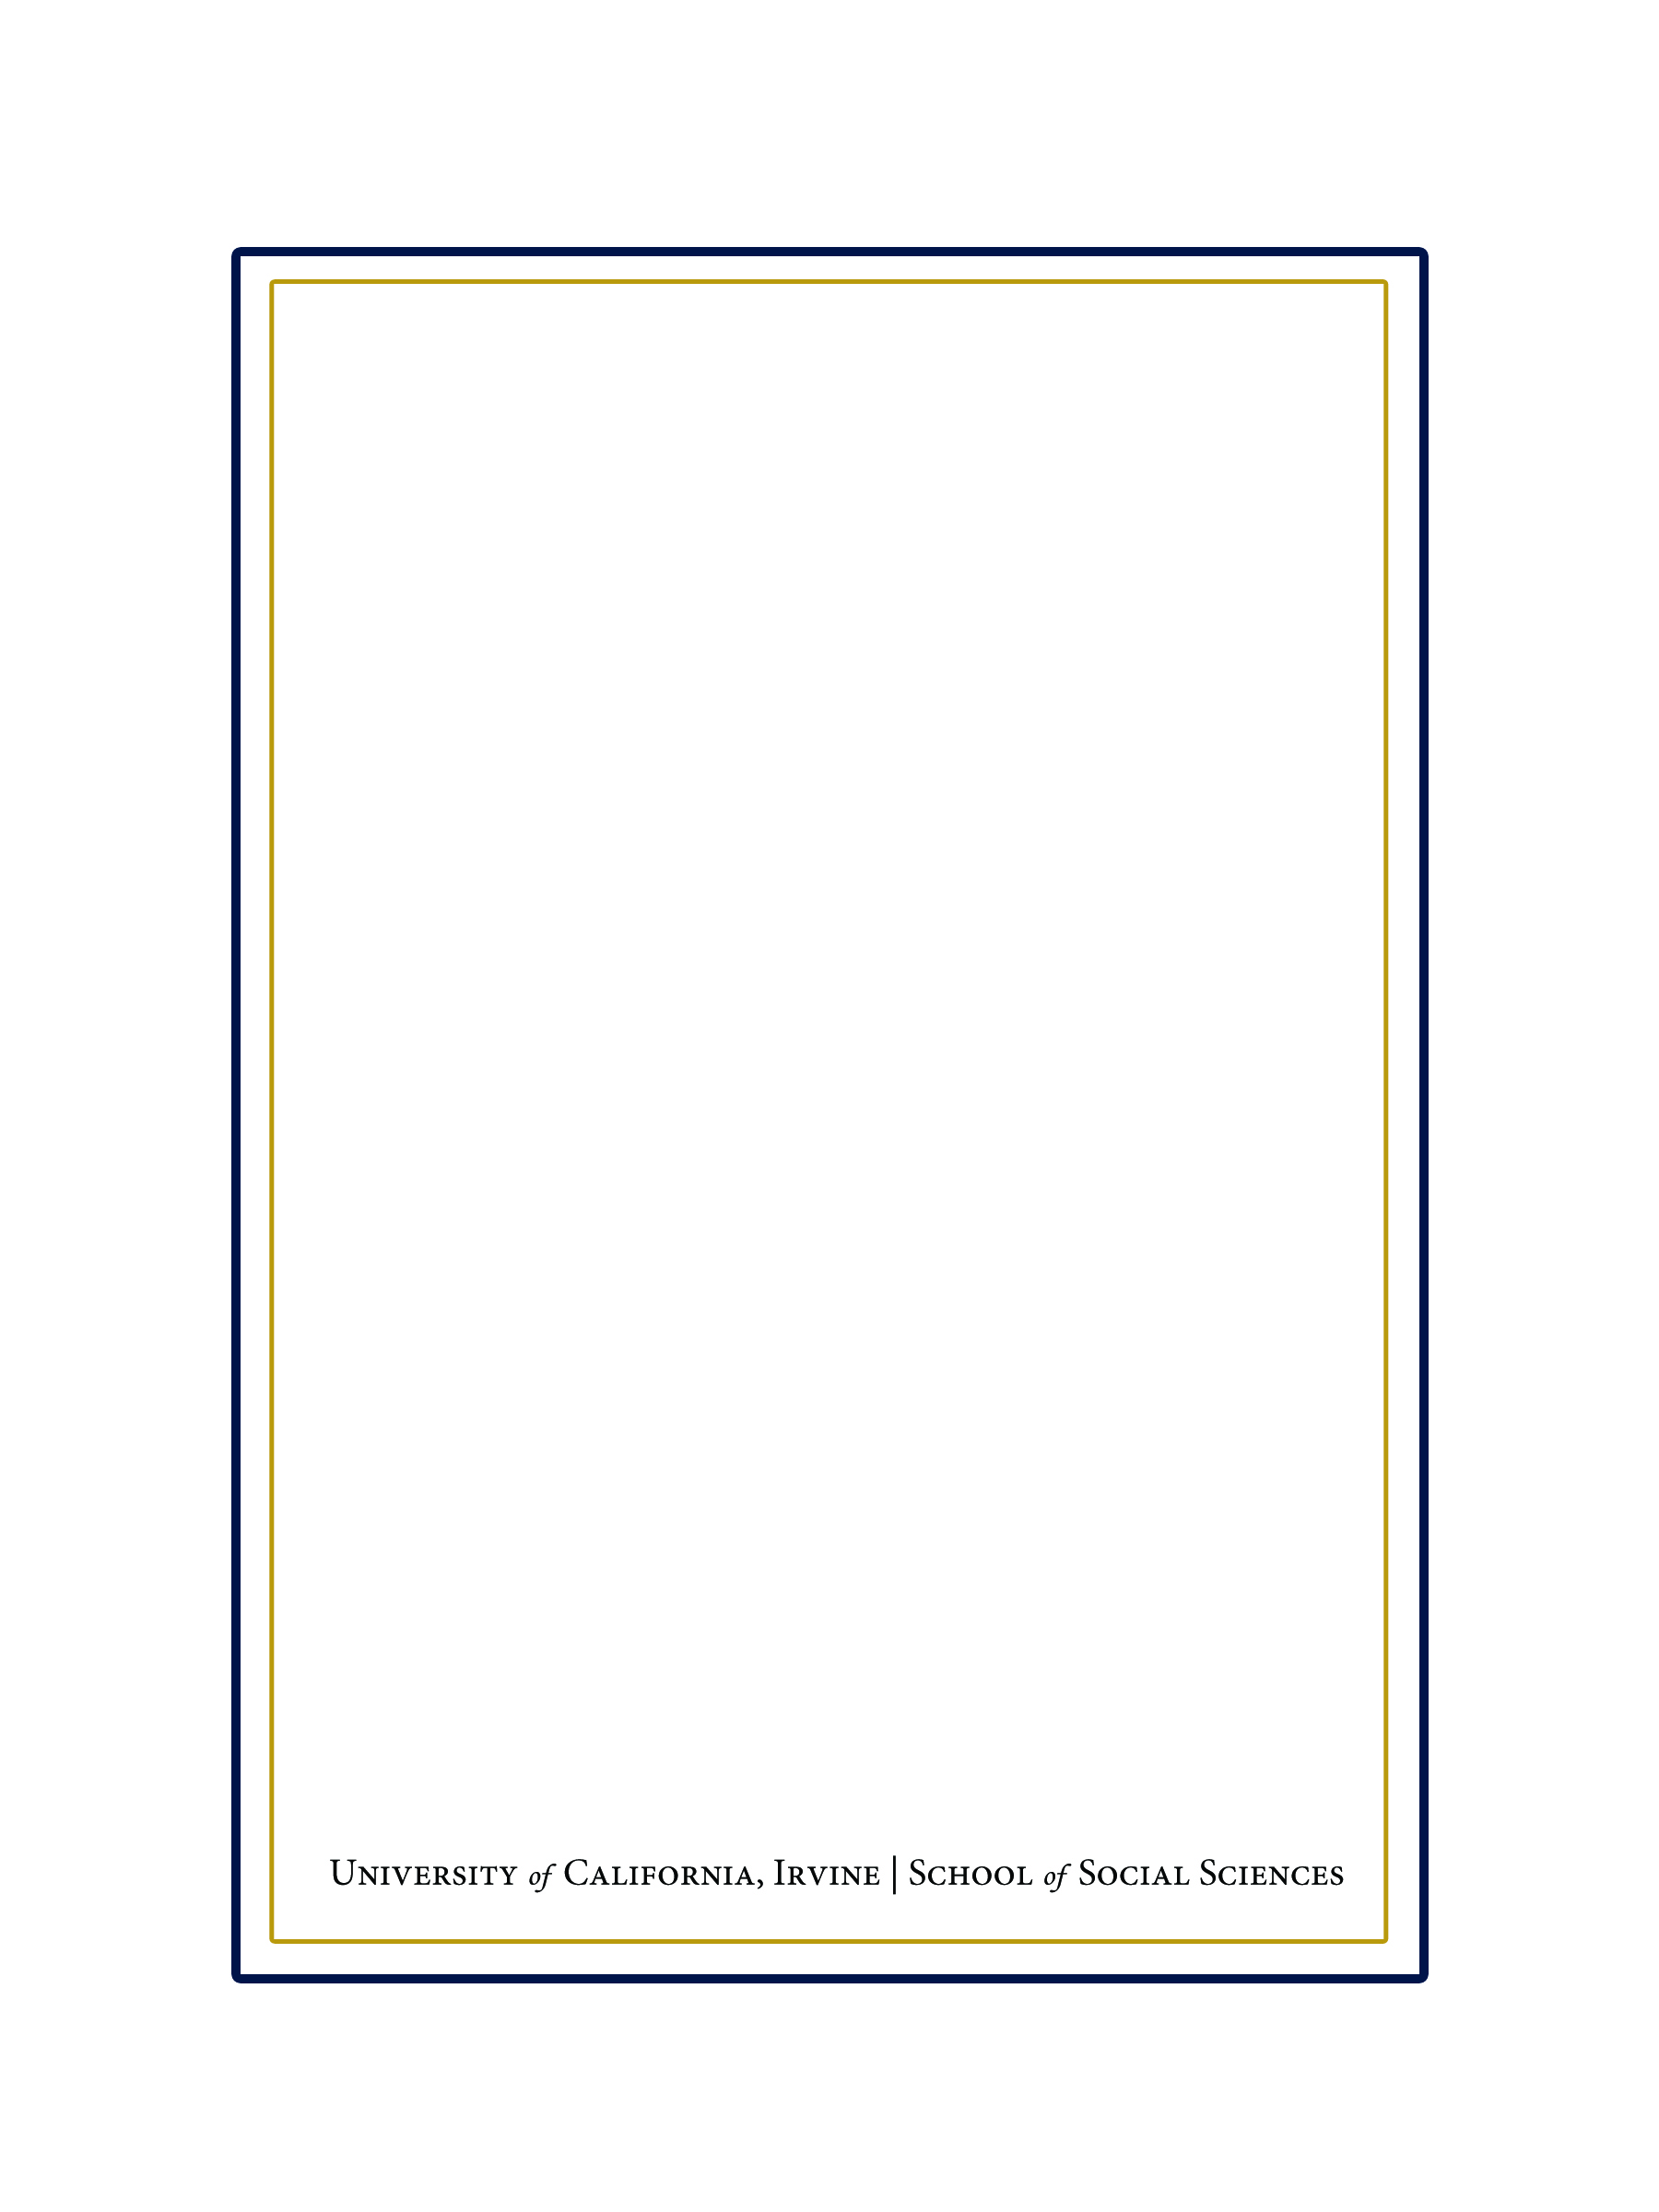 University of California, Irvine | School of Social Sciences